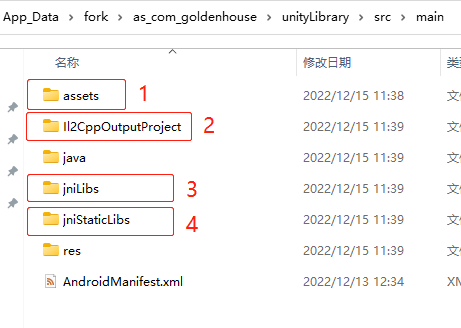 App_Data > fork > as_com_goldenhouse > unityLibrary > src > main
名称 修改日期 类
assets 1 2022/12/15 11:38 文
Il2CppOutputProject 2 2022/12/15 11:39 文
java 2022/12/15 11:39 文
jniLibs 3 2022/12/15 11:39 文
jniStaticLibs 4 2022/12/15 11:39 文
res 2022/12/15 11:39 文
AndroidManifest.xml 2022/12/13 12:34 XM